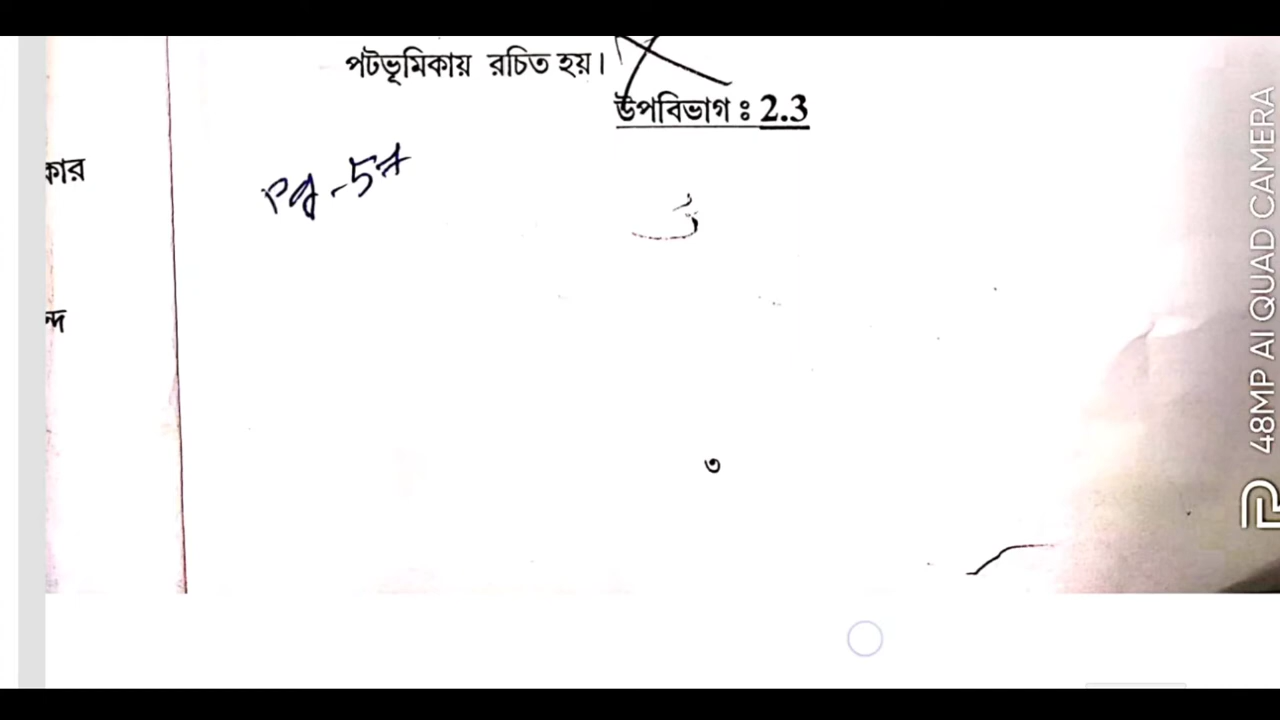 পটভূমিকায় রচিত হয়।
উপবিভাগ : 2.3
কার
Pg-57
ন্দ
৩
48MP AI QUAD CAMERA